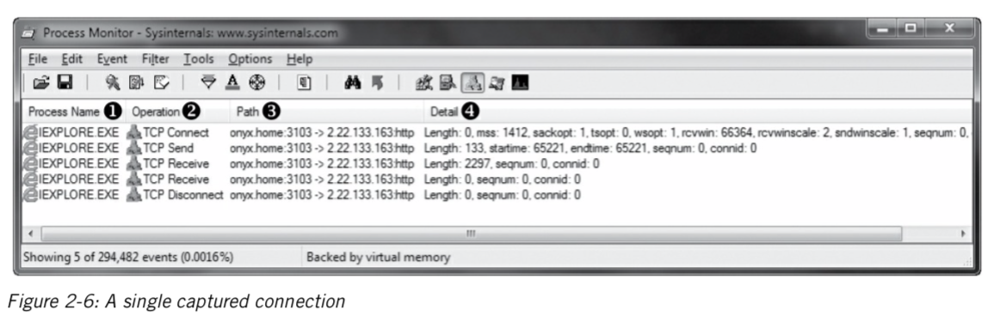 Process Monitor - Sysinternals: www.sysinternals.com
File Edit Event Filter Tools Options Help
Process Name 1 Operation 2 Path 3 Detail 4
IEXPLORE.EXE TCP Connect onyx.home:3103 -> 2.22.133.163:http Length: 0, mss: 1412, sackopt: 1, tsopt: 0, wsopt: 1, rcvwin: 66364, rcvwinscale: 2, sndwinscale: 1, seqnum: 0,
IEXPLORE.EXE TCP Send onyx.home:3103 -> 2.22.133.163:http Length: 133, startime: 65221, endtime: 65221, seqnum: 0, connid: 0
IEXPLORE.EXE TCP Receive onyx.home:3103 -> 2.22.133.163:http Length: 2297, seqnum: 0, connid: 0
IEXPLORE.EXE TCP Receive onyx.home:3103 -> 2.22.133.163:http Length: 0, seqnum: 0, connid: 0
IEXPLORE.EXE TCP Disconnect onyx.home:3103 -> 2.22.133.163:http Length: 0, seqnum: 0, connid: 0
Showing 5 of 294,482 events (0.0016%) Backed by virtual memory
Figure 2-6: A single captured connection